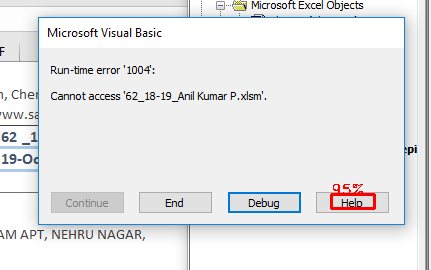 Microsoft Excel Objects
Microsoft Visual Basic
F
Run-time error '1004':
n, Che
Cannot access '62_18-19_Anil Kumar P.xlsm'.
www.sa
62 _1
19-Oc
epi
95%
Continue
End
Debug
Help
AM APT, NEHRU NAGAR,